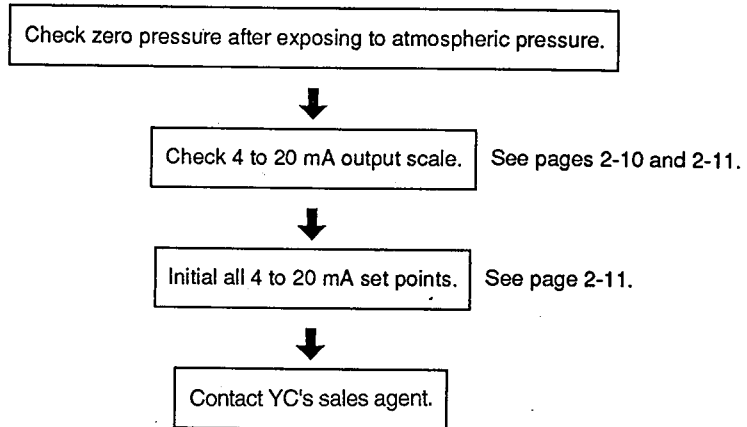 Check zero pressure after exposing to atmospheric pressure.
Check 4 to 20 mA output scale. See pages 2-10 and 2-11.
Initial all 4 to 20 mA set points. See page 2-11.
Contact YC's sales agent.